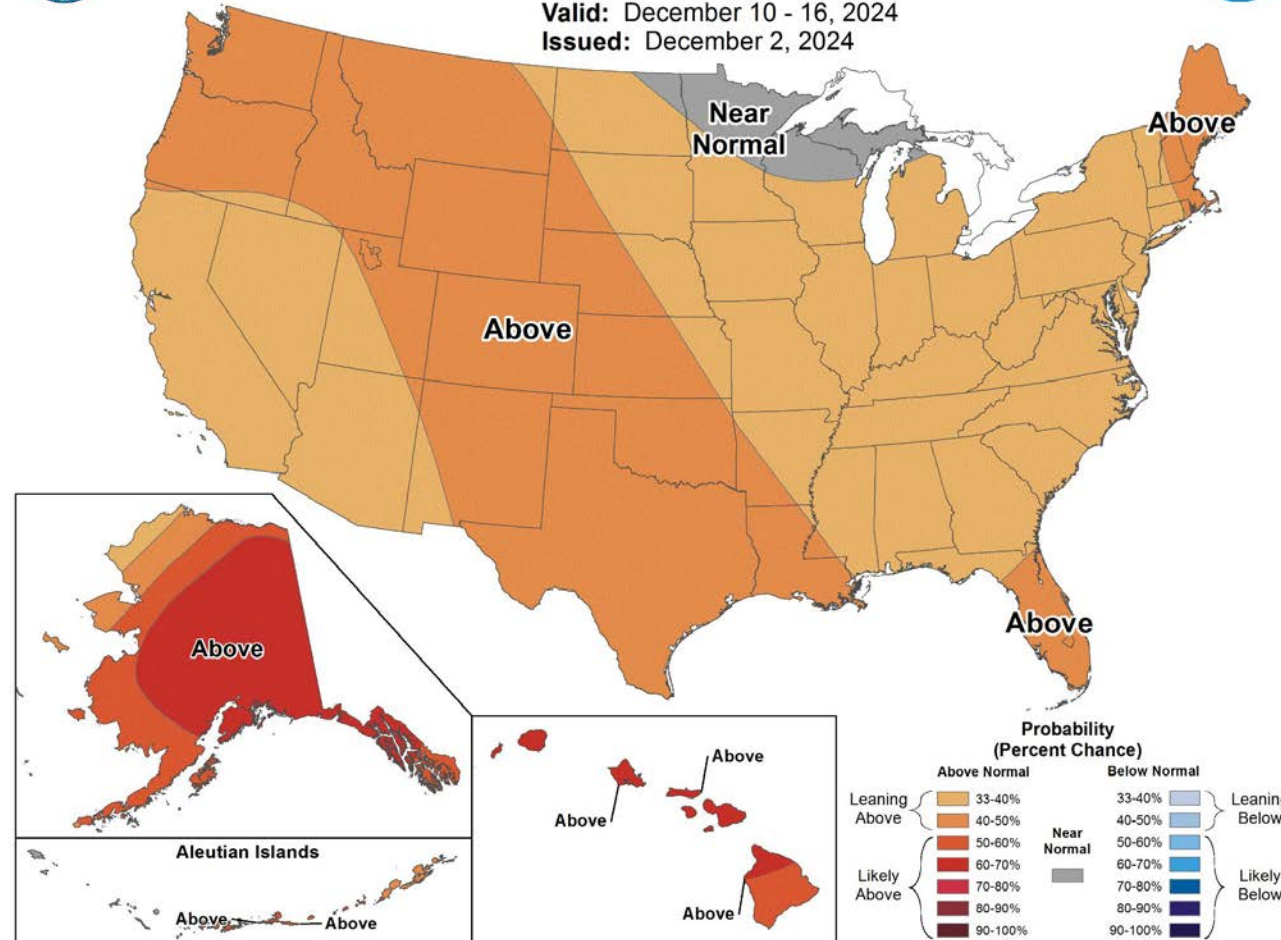 Valid: December 10 - 16, 2024
Issued: December 2, 2024
Near
Normal
Above
Above
Above
Above
Above
Above
Above
Aleutian Islands
Above
Above
Probability
(Percent Chance)
Above Normal
Below Normal
Leaning
Above
33-40%
40-50%
Likely
Above
50-60%
60-70%
70-80%
80-90%
90-100%
Near
Normal
33-40%
40-50%
Leaning
Below
50-60%
60-70%
70-80%
80-90%
90-100%
Likely
Below